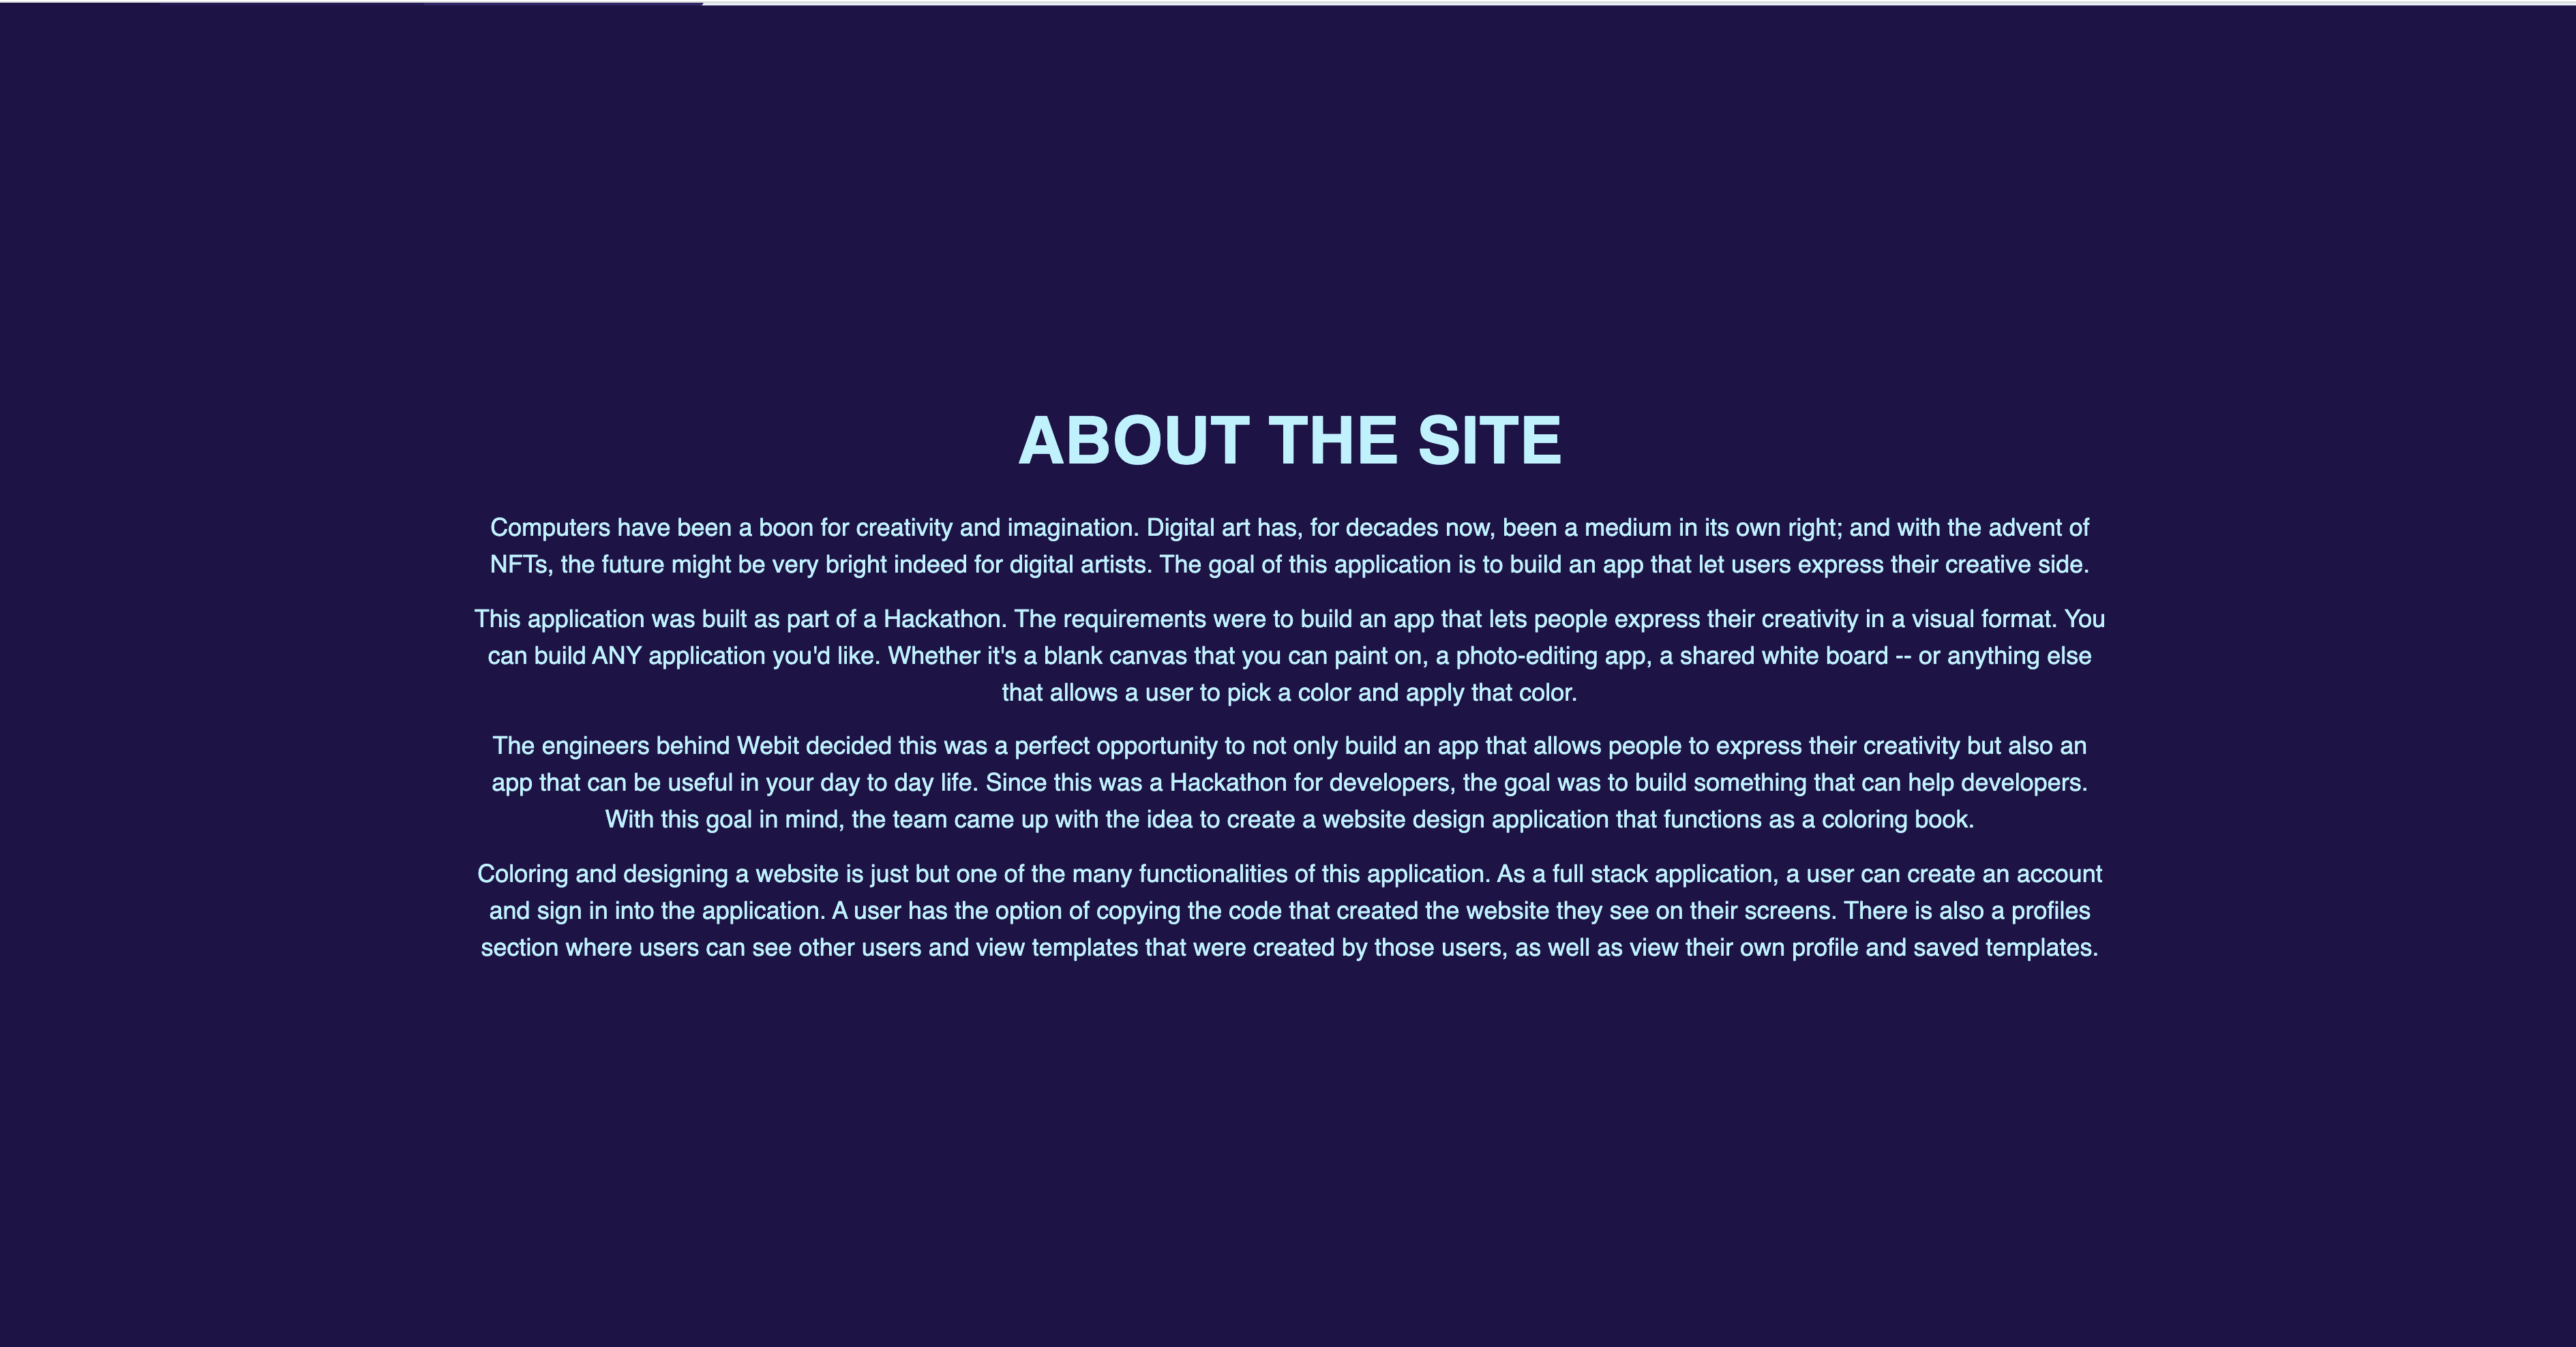 ABOUT THE SITE
Computers have been a boon for creativity and imagination. Digital art has, for decades now, been a medium in its own right; and with the advent of
NFTs, the future might be very bright indeed for digital artists. The goal of this application is to build an app that let users express their creative side.
This application was built as part of a Hackathon. The requirements were to build an app that lets people express their creativity in a visual format. You
can build ANY application you'd like. Whether it's a blank canvas that you can paint on, a photo-editing app, a shared white board -- or anything else
that allows a user to pick a color and apply that color.
The engineers behind Webit decided this was a perfect opportunity to not only build an app that allows people to express their creativity but also an
app that can be useful in your day to day life. Since this was a Hackathon for developers, the goal was to build something that can help developers.
With this goal in mind, the team came up with the idea to create a website design application that functions as a coloring book.
Coloring and designing a website is just but one of the many functionalities of this application. As a full stack application, a user can create an account
and sign in into the application. A user has the option of copying the code that created the website they see on their screens. There is also a profiles
section where users can see other users and view templates that were created by those users, as well as view their own profile and saved templates.